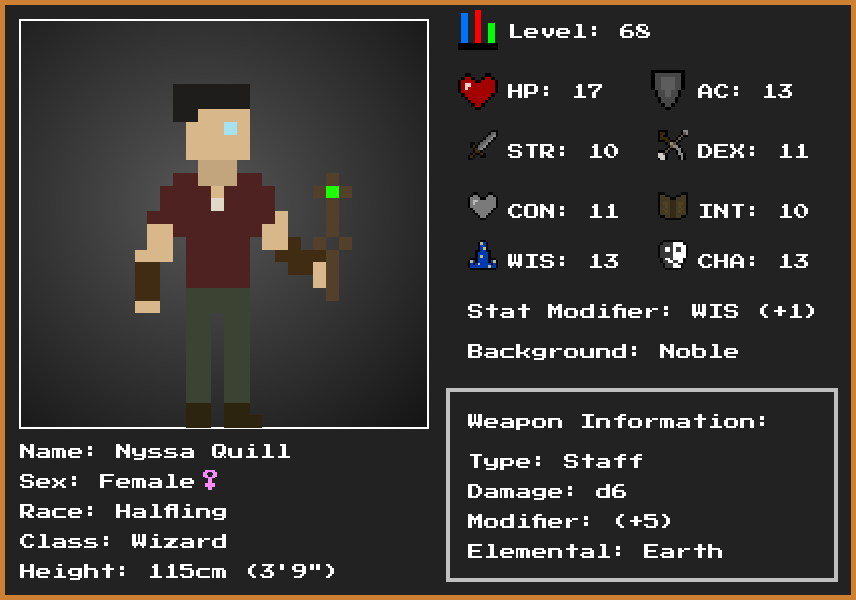 Level: 68
HP: 17
AC: 13
STR: 10
DEX: 11
CON: 11
INT: 10
WIS: 13
CHA: 13
Stat Modifier: WIS (+1)
Background: Noble
Weapon Information:
Type: Staff
Damage: d6
Modifier: (+5)
Elemental: Earth
Name: Nyssa Quill
Sex: Female♀
Race: Halfling
Class: Wizard
Height: 115cm (3'9")